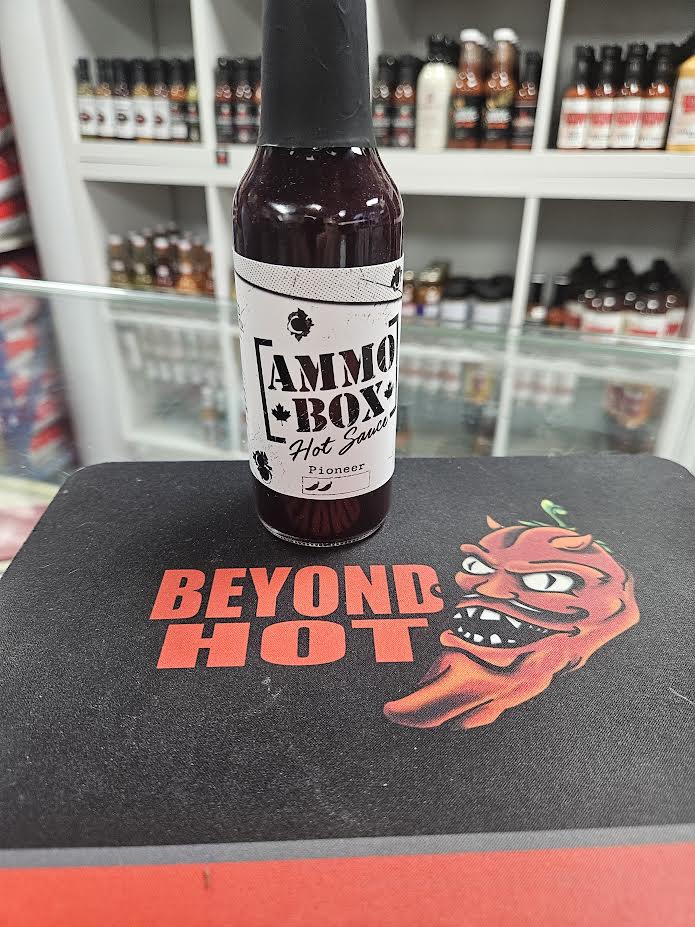 AMMO
BOX
Hot Sauce
Pioneer
BEYOND
HOT